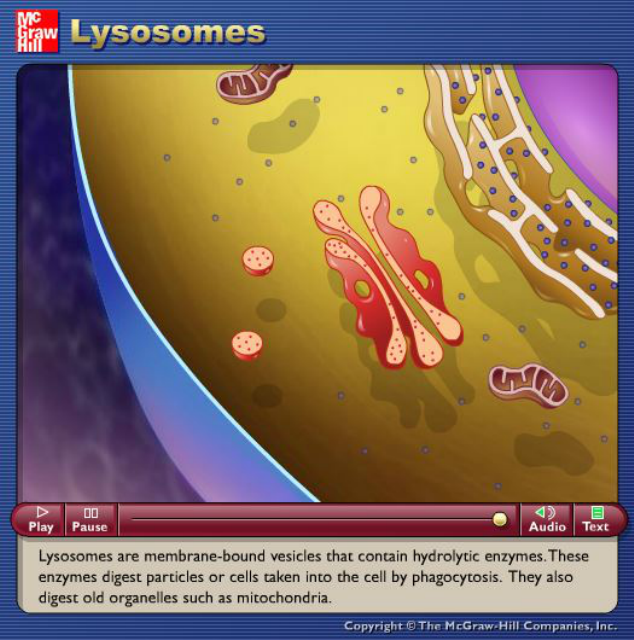 Mc
Graw
Hill
Lysosomes
Play
Pause
Audio
Text
Lysosomes are membrane-bound vesicles that contain hydrolytic enzymes.These
enzymes digest particles or cells taken into the cell by phagocytosis. They also
digest old organelles such as mitochondria.
Copyright © The McGraw-Hill Companies, Inc.